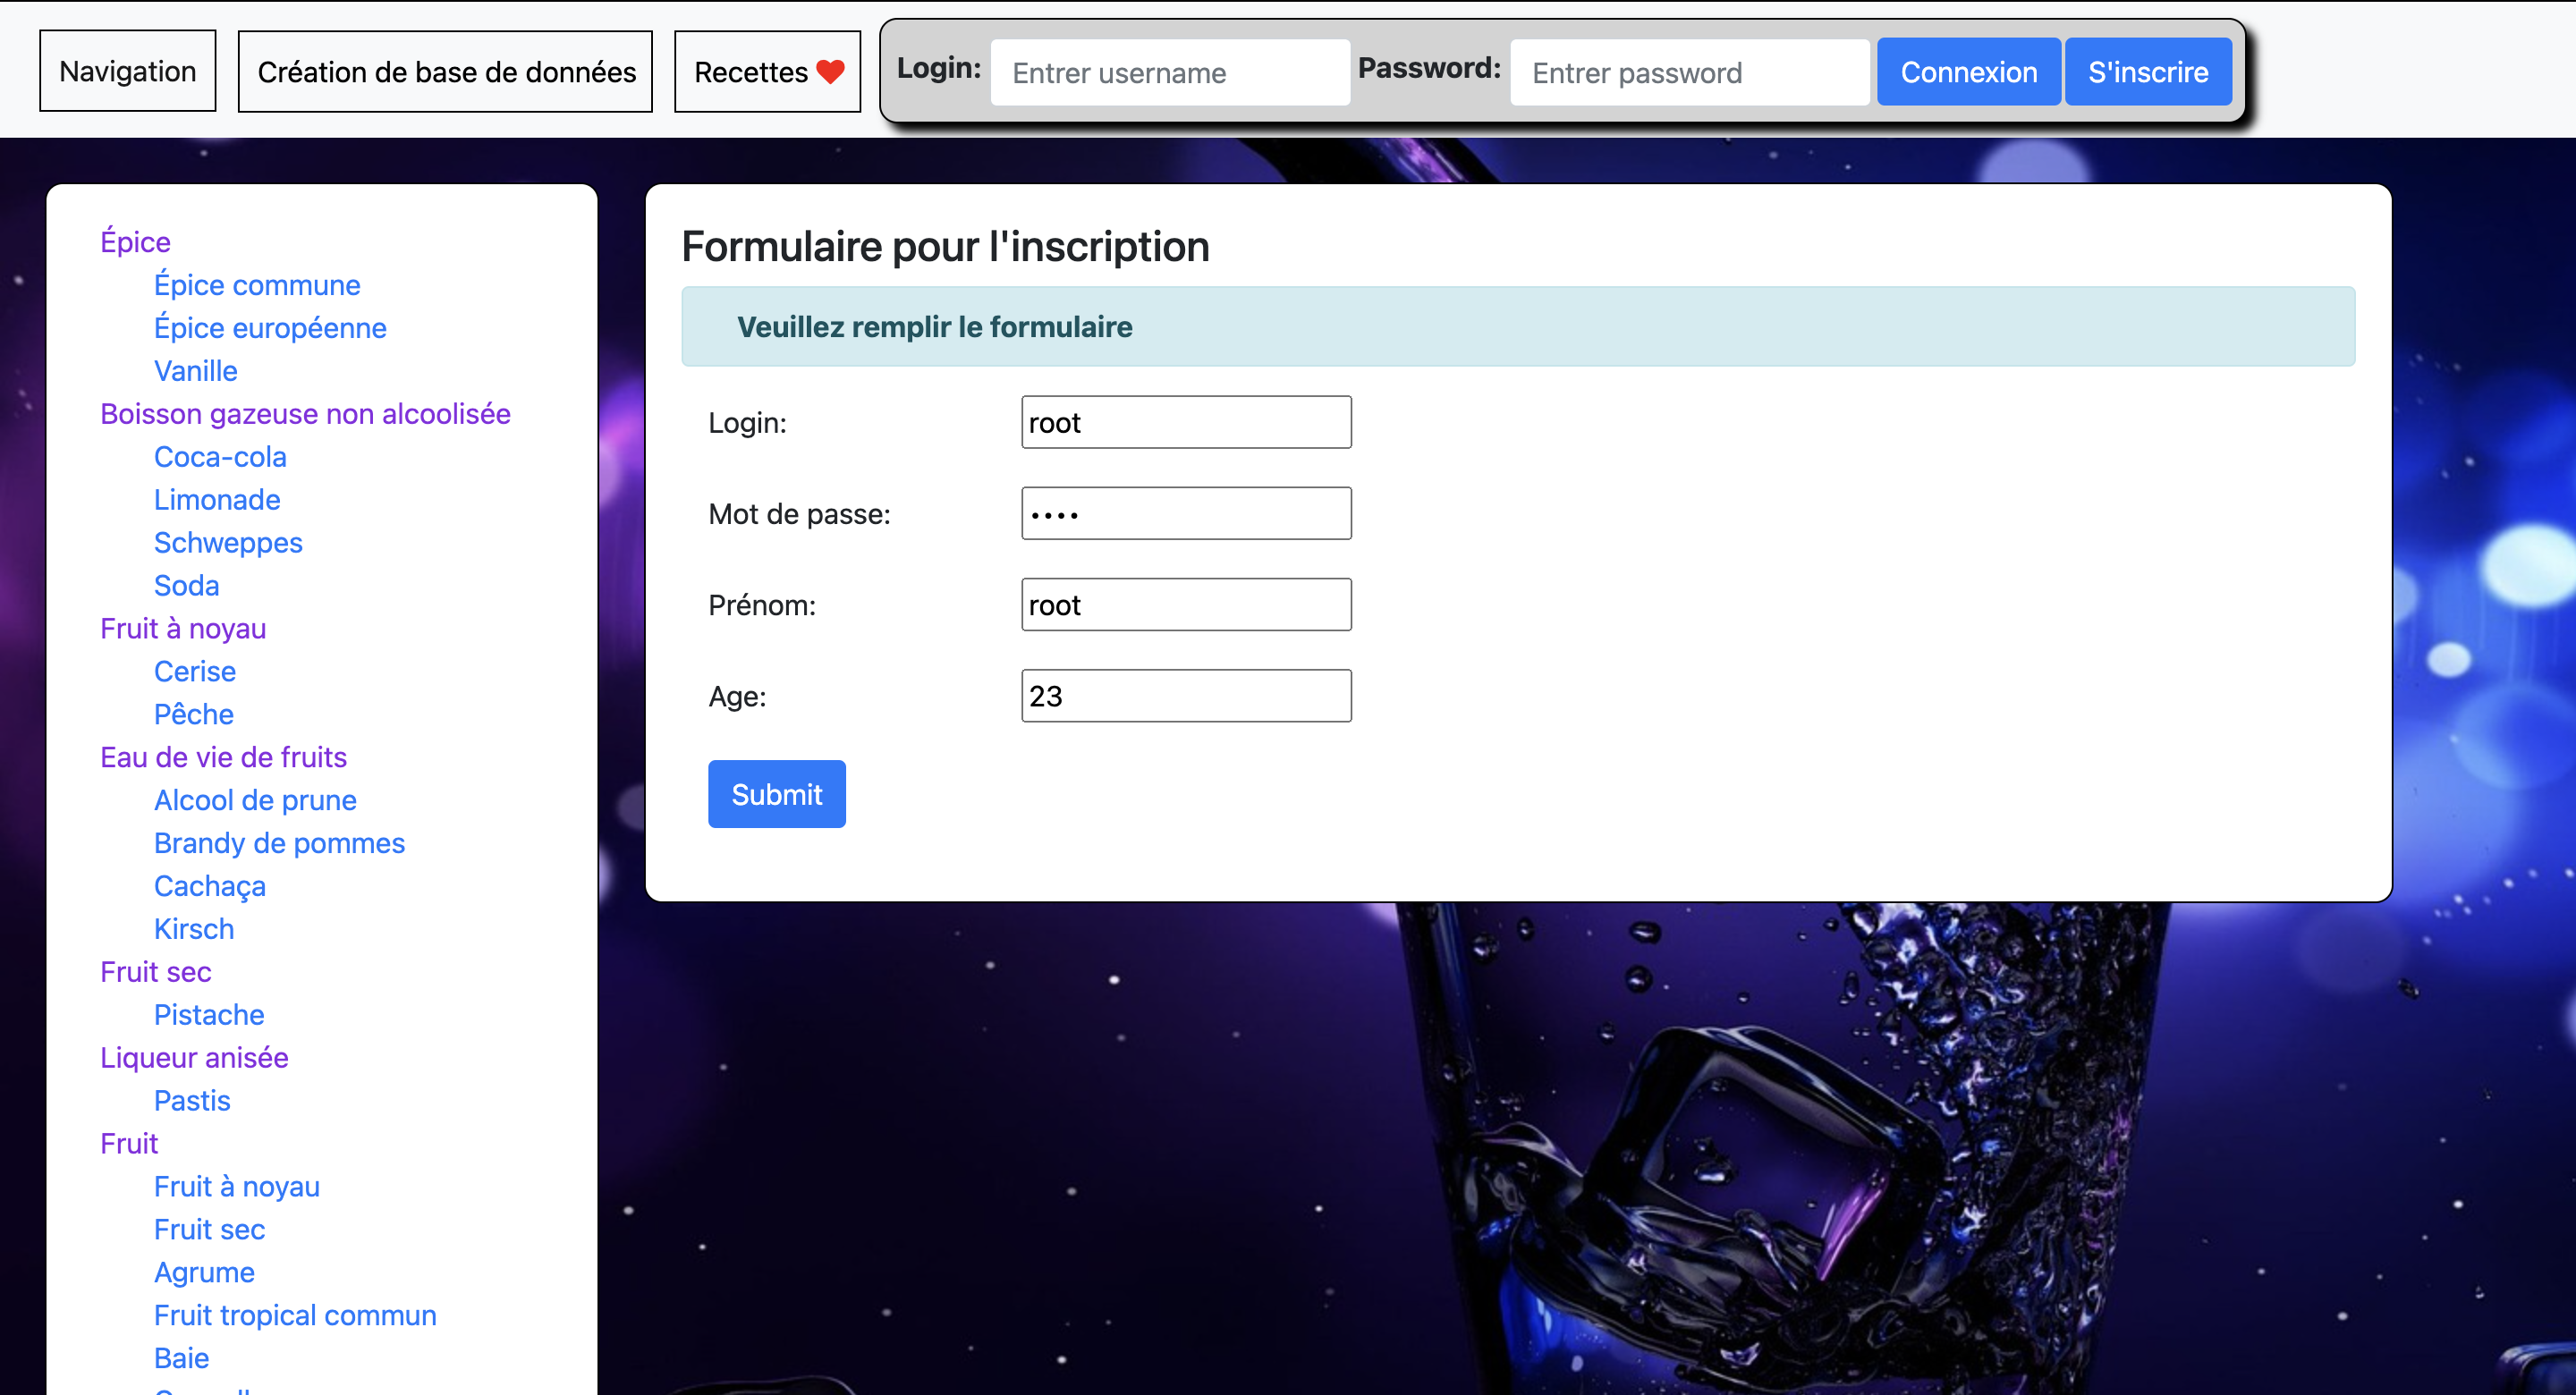 Navigation
Création de base de données
Recettes ❤
Login: Entrer username Password: Entrer password Connexion S'inscrire
Épice
Épice commune
Épice européenne
Vanille
Boisson gazeuse non alcoolisée
Coca-cola
Limonade
Schweppes
Soda
Fruit à noyau
Cerise
Pêche
Eau de vie de fruits
Alcool de prune
Brandy de pommes
Cachaça
Kirsch
Fruit sec
Pistache
Liqueur anisée
Pastis
Fruit
Fruit à noyau
Fruit sec
Agrume
Fruit tropical commun
Baie
Formulaire pour l'inscription
Veuillez remplir le formulaire
Login: root
Mot de passe: ••••
Prénom: root
Age: 23
Submit